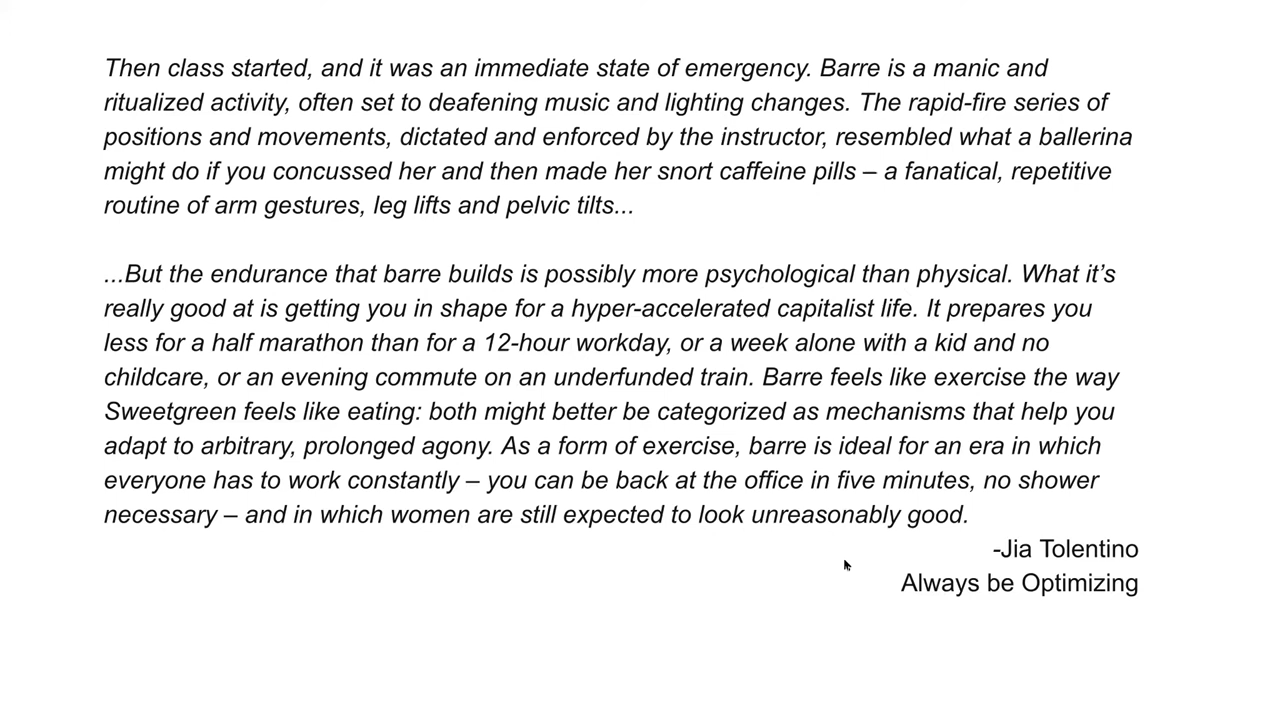 Then class started, and it was an immediate state of emergency. Barre is a manic and
ritualized activity, often set to deafening music and lighting changes. The rapid-fire series of
positions and movements, dictated and enforced by the instructor, resembled what a ballerina
might do if you concussed her and then made her snort caffeine pills – a fanatical, repetitive
routine of arm gestures, leg lifts and pelvic tilts...
...But the endurance that barre builds is possibly more psychological than physical. What it’s
really good at is getting you in shape for a hyper-accelerated capitalist life. It prepares you
less for a half marathon than for a 12-hour workday, or a week alone with a kid and no
childcare, or an evening commute on an underfunded train. Barre feels like exercise the way
Sweetgreen feels like eating: both might better be categorized as mechanisms that help you
adapt to arbitrary, prolonged agony. As a form of exercise, barre is ideal for an era in which
everyone has to work constantly – you can be back at the office in five minutes, no shower
necessary – and in which women are still expected to look unreasonably good.
-Jia Tolentino
Always be Optimizing